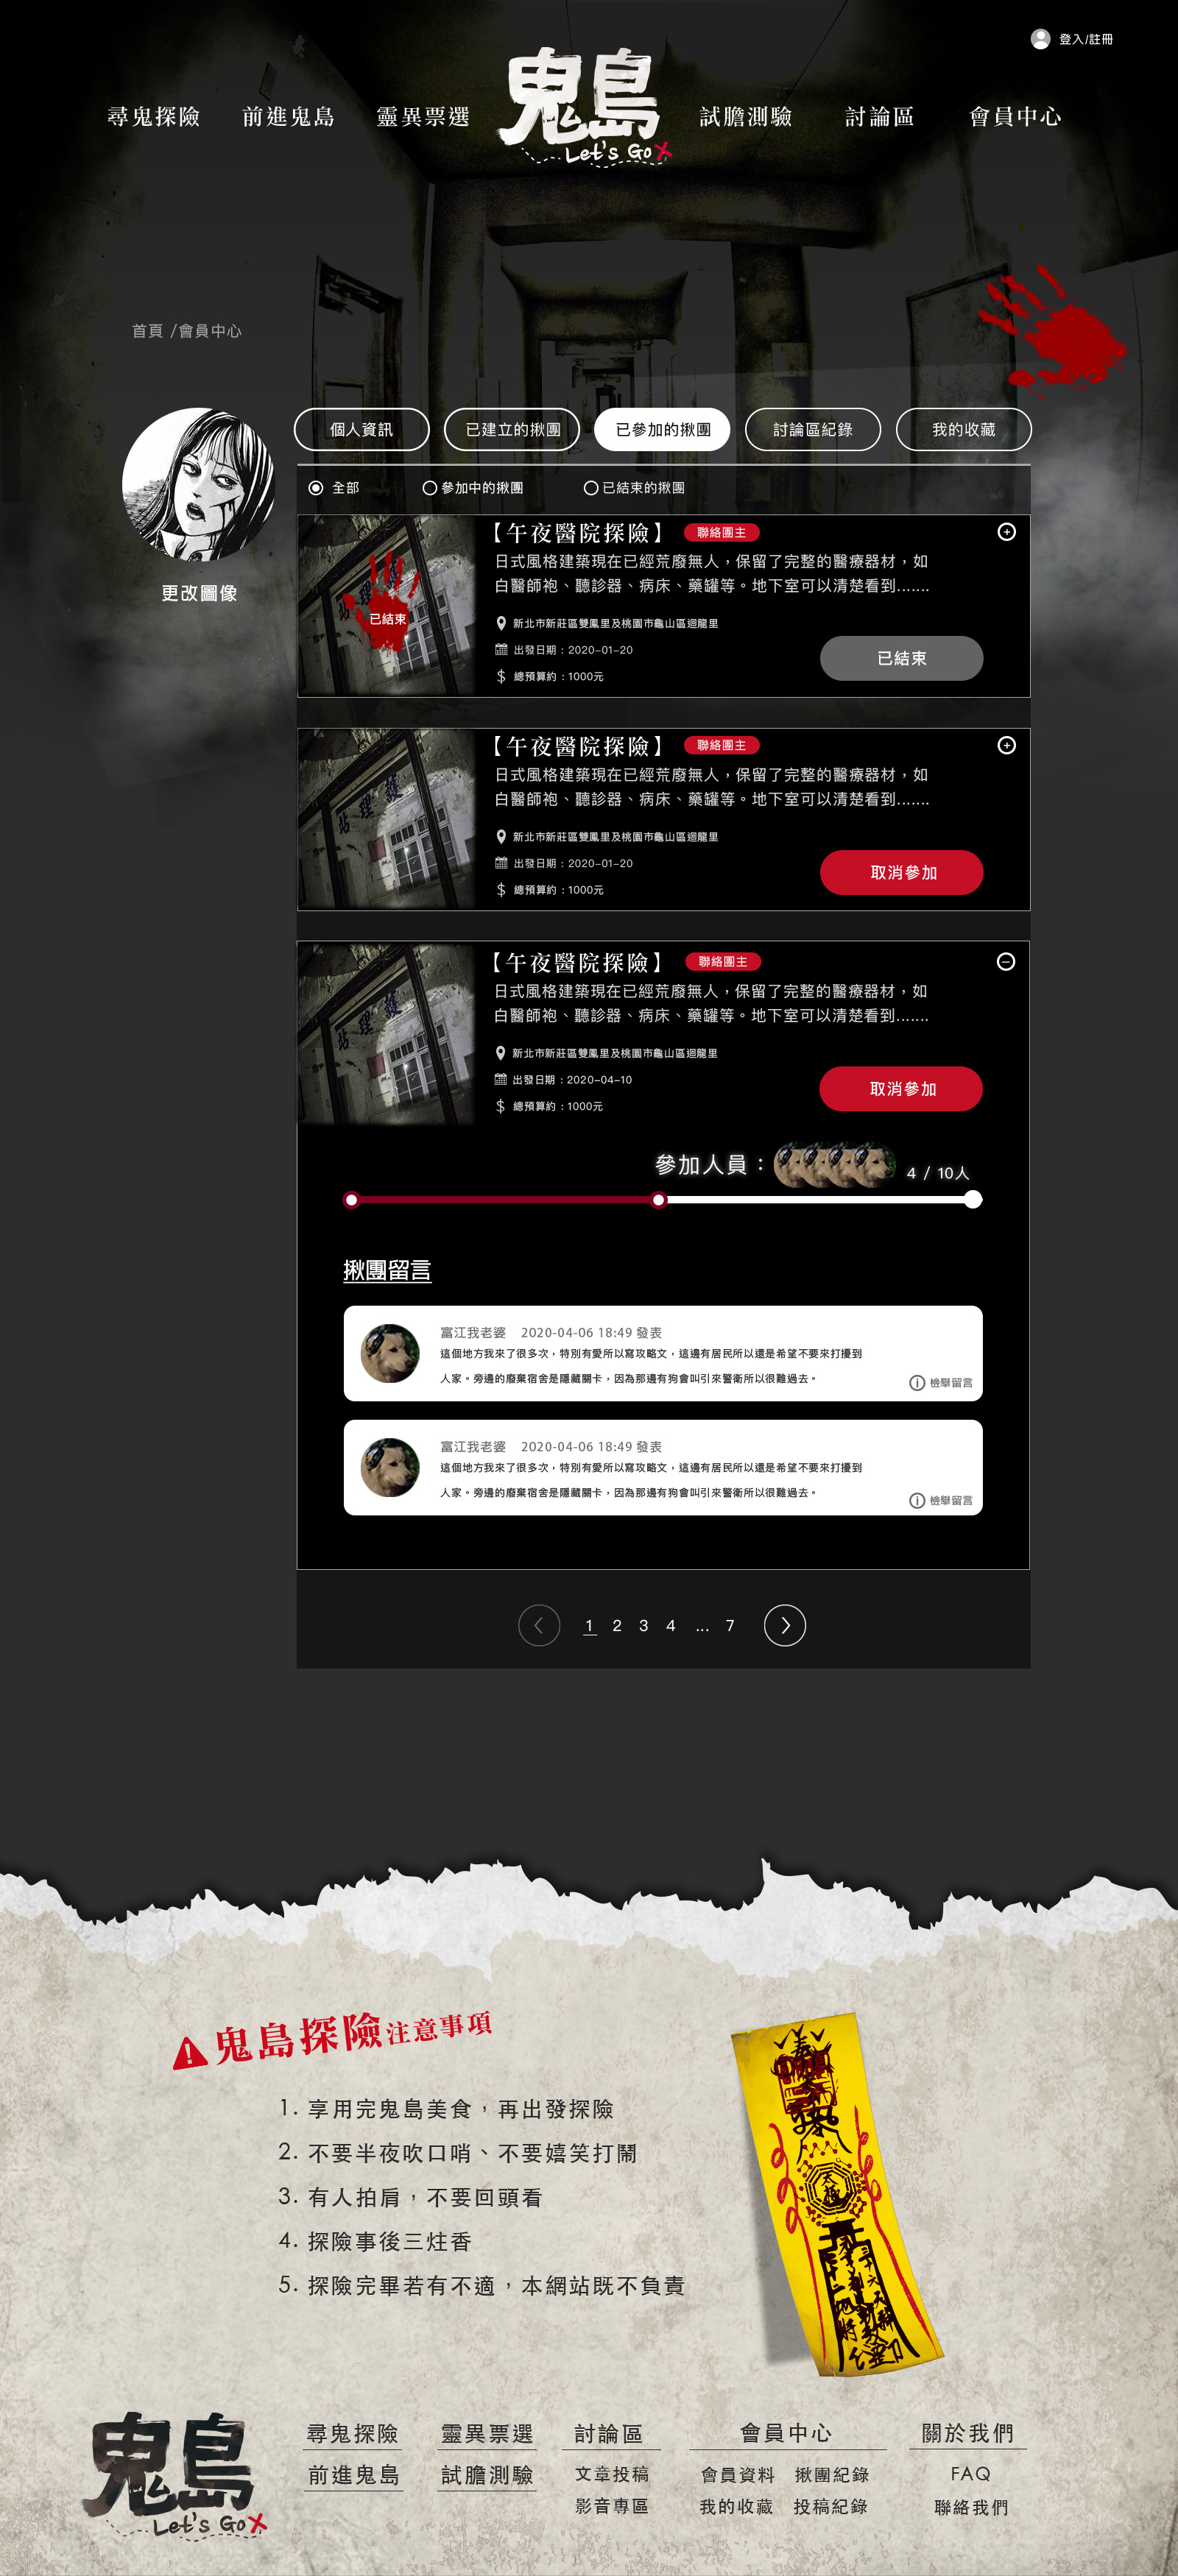 登入/註冊
尋鬼探險 前進鬼島 靈異票選 鬼島 試膽測驗 討論區 會員中心
Let's Go
首頁 /會員中心
個人資訊 已建立的揪團 已參加的揪團 討論區紀錄 我的收藏
全部 參加中的揪團 已結束的揪團
更改圖像
【午夜醫院探險】 聯絡團主
日式風格建築現在已經荒廢無人，保留了完整的醫療器材，如
白醫師袍、聽診器、病床、藥罐等。地下室可以清楚看到.......
已結束
新北市新莊區雙鳳里及桃園市龜山區迴龍里
出發日期：2020-01-20
總預算約：1000元
已結束
【午夜醫院探險】 聯絡團主
日式風格建築現在已經荒廢無人，保留了完整的醫療器材，如
白醫師袍、聽診器、病床、藥罐等。地下室可以清楚看到.......
護理站
新北市新莊區雙鳳里及桃園市龜山區迴龍里
出發日期：2020-01-20
總預算約：1000元
取消參加
【午夜醫院探險】 聯絡團主
日式風格建築現在已經荒廢無人，保留了完整的醫療器材，如
白醫師袍、聽診器、病床、藥罐等。地下室可以清楚看到.......
護理站
新北市新莊區雙鳳里及桃園市龜山區迴龍里
出發日期：2020-04-10
總預算約：1000元
取消參加
參加人員： 4 / 10人
揪團留言
富江我老婆 2020-04-06 18:49 發表
這個地方我來了很多次，特別有愛所以寫攻略文，這邊有居民所以還是希望不要來打擾到
人家。旁邊的廢棄宿舍是隱藏關卡，因為那邊有狗會叫引來警衛所以很難過去。
檢舉留言
富江我老婆 2020-04-06 18:49 發表
這個地方我來了很多次，特別有愛所以寫攻略文，這邊有居民所以還是希望不要來打擾到
人家。旁邊的廢棄宿舍是隱藏關卡，因為那邊有狗會叫引來警衛所以很難過去。
檢舉留言
1 2 3 4 ... 7
鬼島探險注意事項
1. 享用完鬼島美食，再出發探險
2. 不要半夜吹口哨、不要嬉笑打鬧
3. 有人拍肩，不要回頭看
4. 探險事後三炷香
5. 探險完畢若有不適，本網站既不負責
太極
鬼島
Let's Go
尋鬼探險 靈異票選 討論區 會員中心 關於我們
前進鬼島 試膽測驗 文章投稿 會員資料 揪團紀錄 FAQ
影音專區 我的收藏 投稿紀錄 聯絡我們